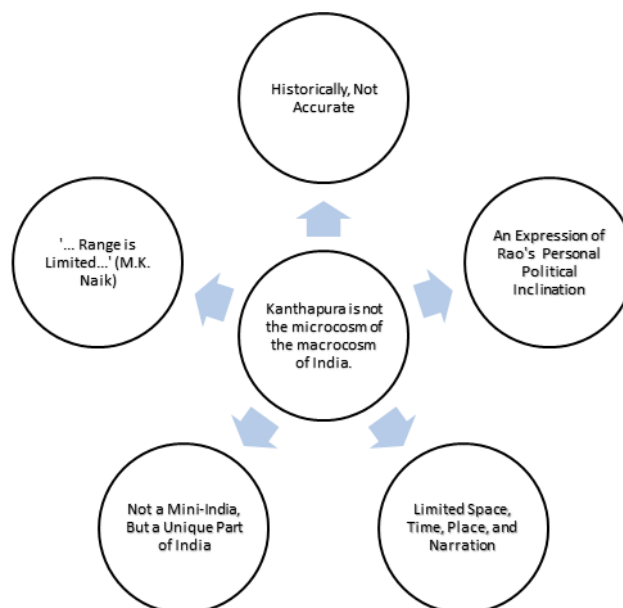 Historically, Not
Accurate
'... Range is
Limited...' (M.K.
Naik)
An Expression of
Rao's Personal
Political
Inclination
Kanthapura is not
the microcosm of
the macrocosm
of India.
Not a Mini-India,
But a Unique Part
of India
Limited Space,
Time, Place, and
Narration